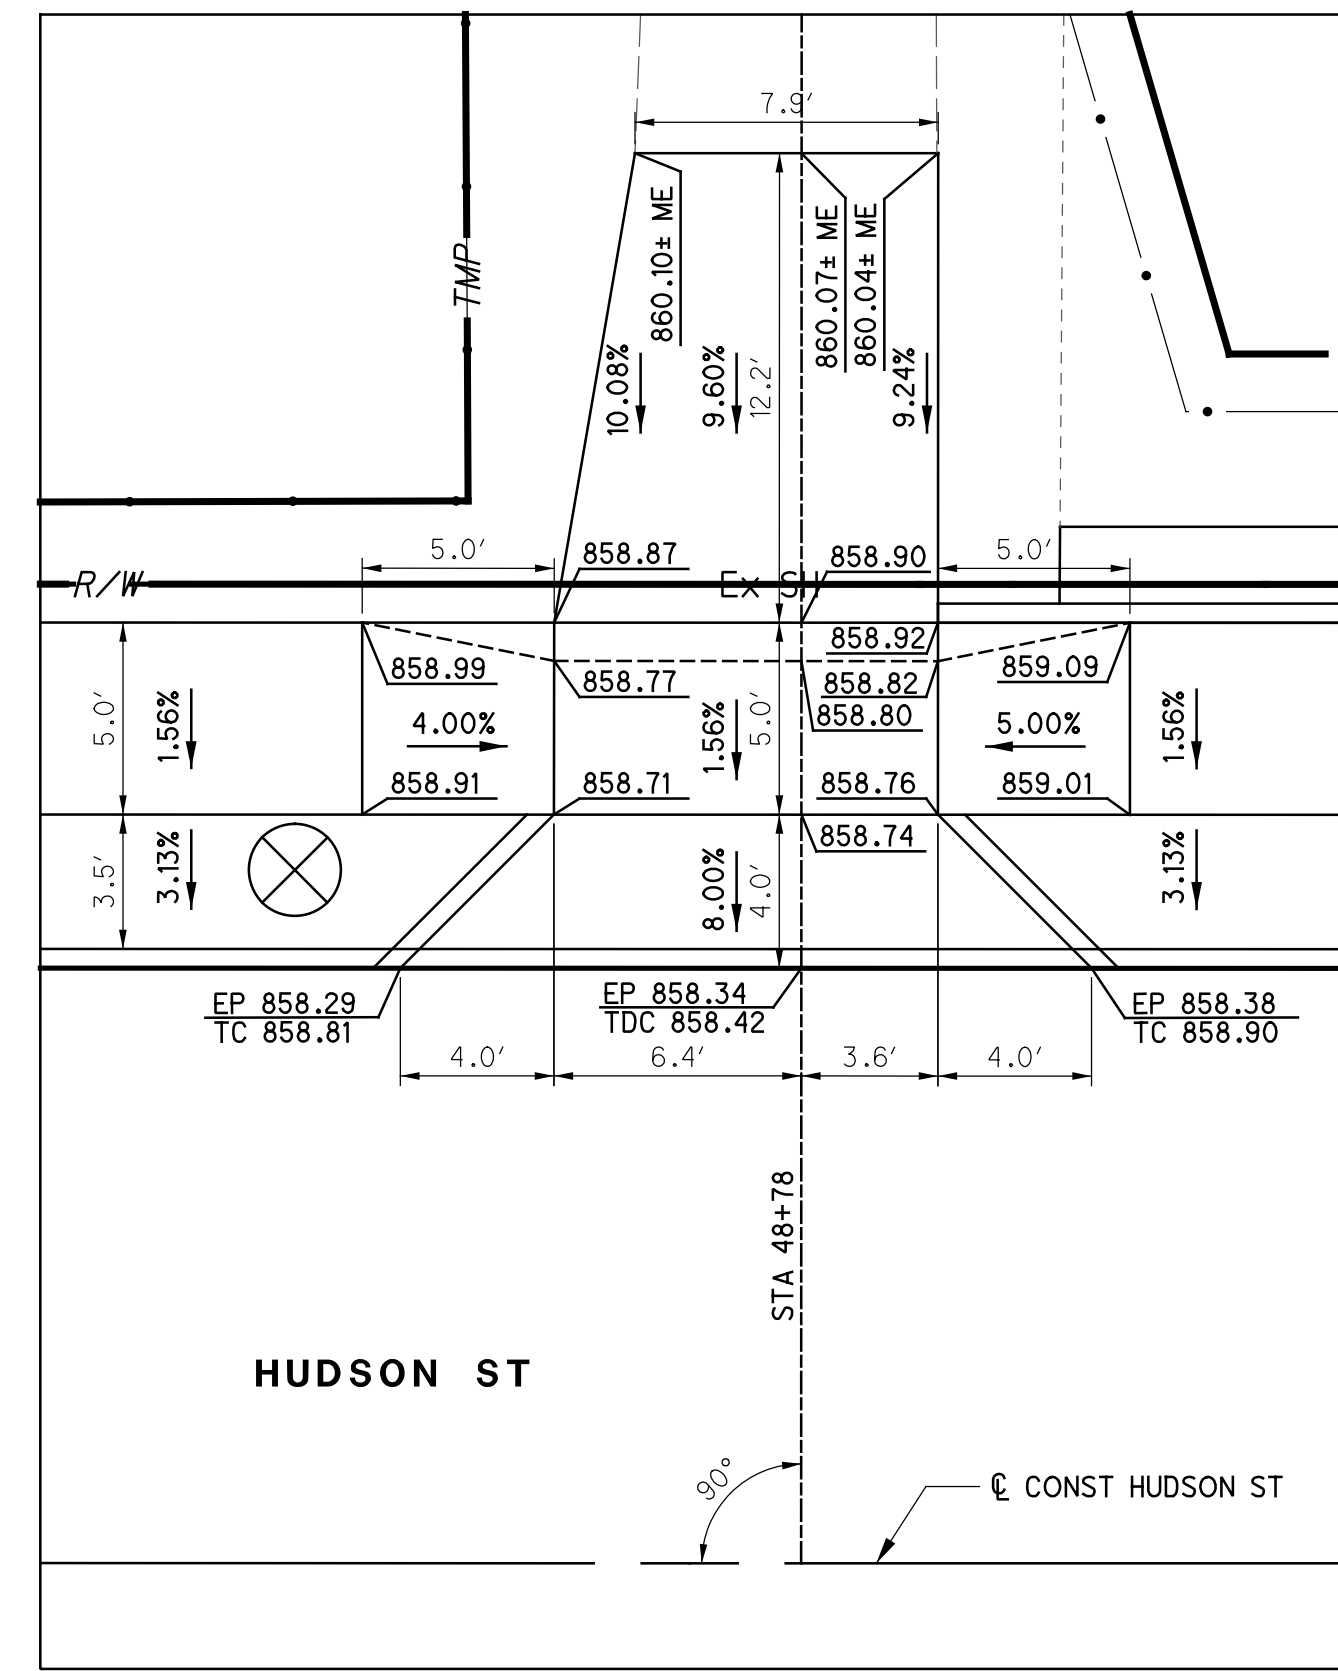 7.9'
860.10± ME
860.07± ME
860.04± ME
TMP
10.08%
9.60%
12.2'
9.24%
5.0'
858.87
858.90
5.0'
R/W
Ex SH
858.92
858.99
858.77
858.82
859.09
858.80
5.0'
1.56%
4.00%
1.56%
5.0'
5.00%
1.56%
858.91
858.71
858.76
859.01
858.74
3.5'
3.13%
8.00%
4.0'
3.13%
EP 858.29
TC 858.81
EP 858.34
TDC 858.42
EP 858.38
TC 858.90
4.0'
6.4'
3.6'
4.0'
STA 48+78
HUDSON ST
90°
℄ CONST HUDSON ST